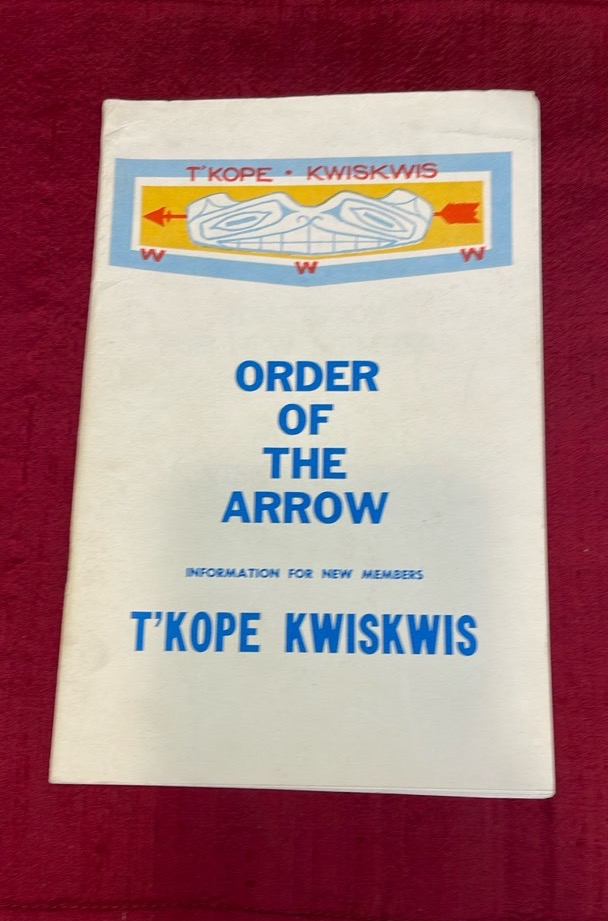 T'KOPE • KWISKWIS
W W W
ORDER
OF
THE
ARROW
INFORMATION FOR NEW MEMBERS
T'KOPE KWISKWIS